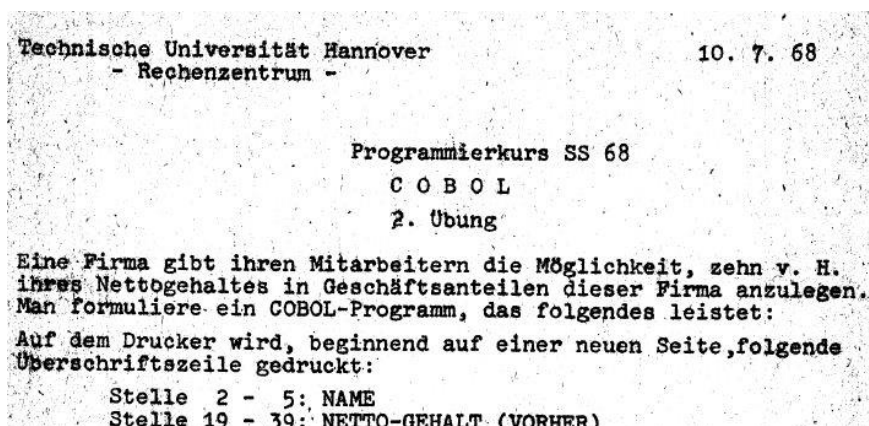 Technische Universität Hannover 10. 7. 68
- Rechenzentrum -
Programmierkurs SS 68
C O B O L
2. Übung
Eine Firma gibt ihren Mitarbeitern die Möglichkeit, zehn v. H.
ihres Nettogehaltes in Geschäftsanteilen dieser Firma anzulegen.
Man formuliere ein COBOL-Programm, das folgendes leistet:
Auf dem Drucker wird, beginnend auf einer neuen Seite,folgende
Überschriftszeile gedruckt:
Stelle 2 - 5: NAME
Stelle 19 - 39: NETTO-GEHALT (VORHER)